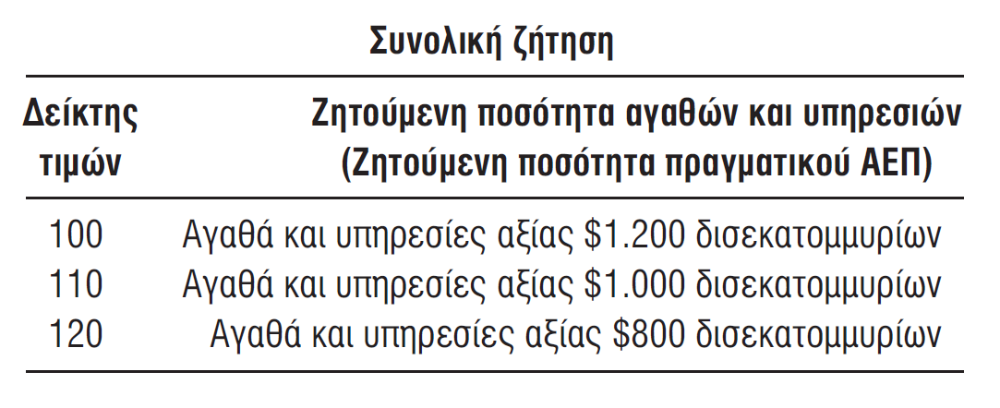 Συνολική ζήτηση
Δείκτης Ζητούμενη ποσότητα αγαθών και υπηρεσιών
τιμών (Ζητούμενη ποσότητα πραγματικού ΑΕΠ)
100 Αγαθά και υπηρεσίες αξίας $1.200 δισεκατομμυρίων
110 Αγαθά και υπηρεσίες αξίας $1.000 δισεκατομμυρίων
120 Αγαθά και υπηρεσίες αξίας $800 δισεκατομμυρίων